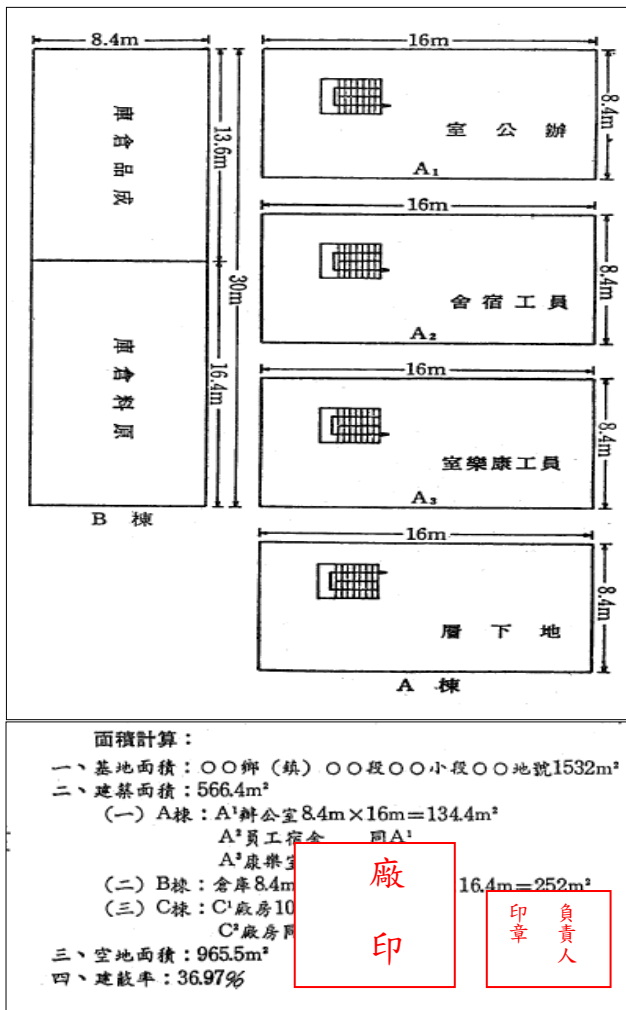 8.4m
16m
13.6m
30m
16.4m
8.4m
庫倉品成
庫倉料原
B 棟
室公辦
A₁
16m
8.4m
舍宿工員
A₂
16m
8.4m
室樂康工員
A₃
16m
8.4m
層下地
A 棟
面積計算：
一、基地面積：○○鄉（鎮）○○段○○小段○○地號1532m²
二、建築面積：566.4m²
（一）A棟：A¹辦公室8.4m×16m=134.4m²
A²員工宿舍 同A¹
A³康樂室
（二）B棟：倉庫8.4m 16.4m=252m²
（三）C棟：C¹廠房10
C²廠房同
三、空地面積：965.5m²
四、建蔽率：36.97%
廠印
負責人
印章